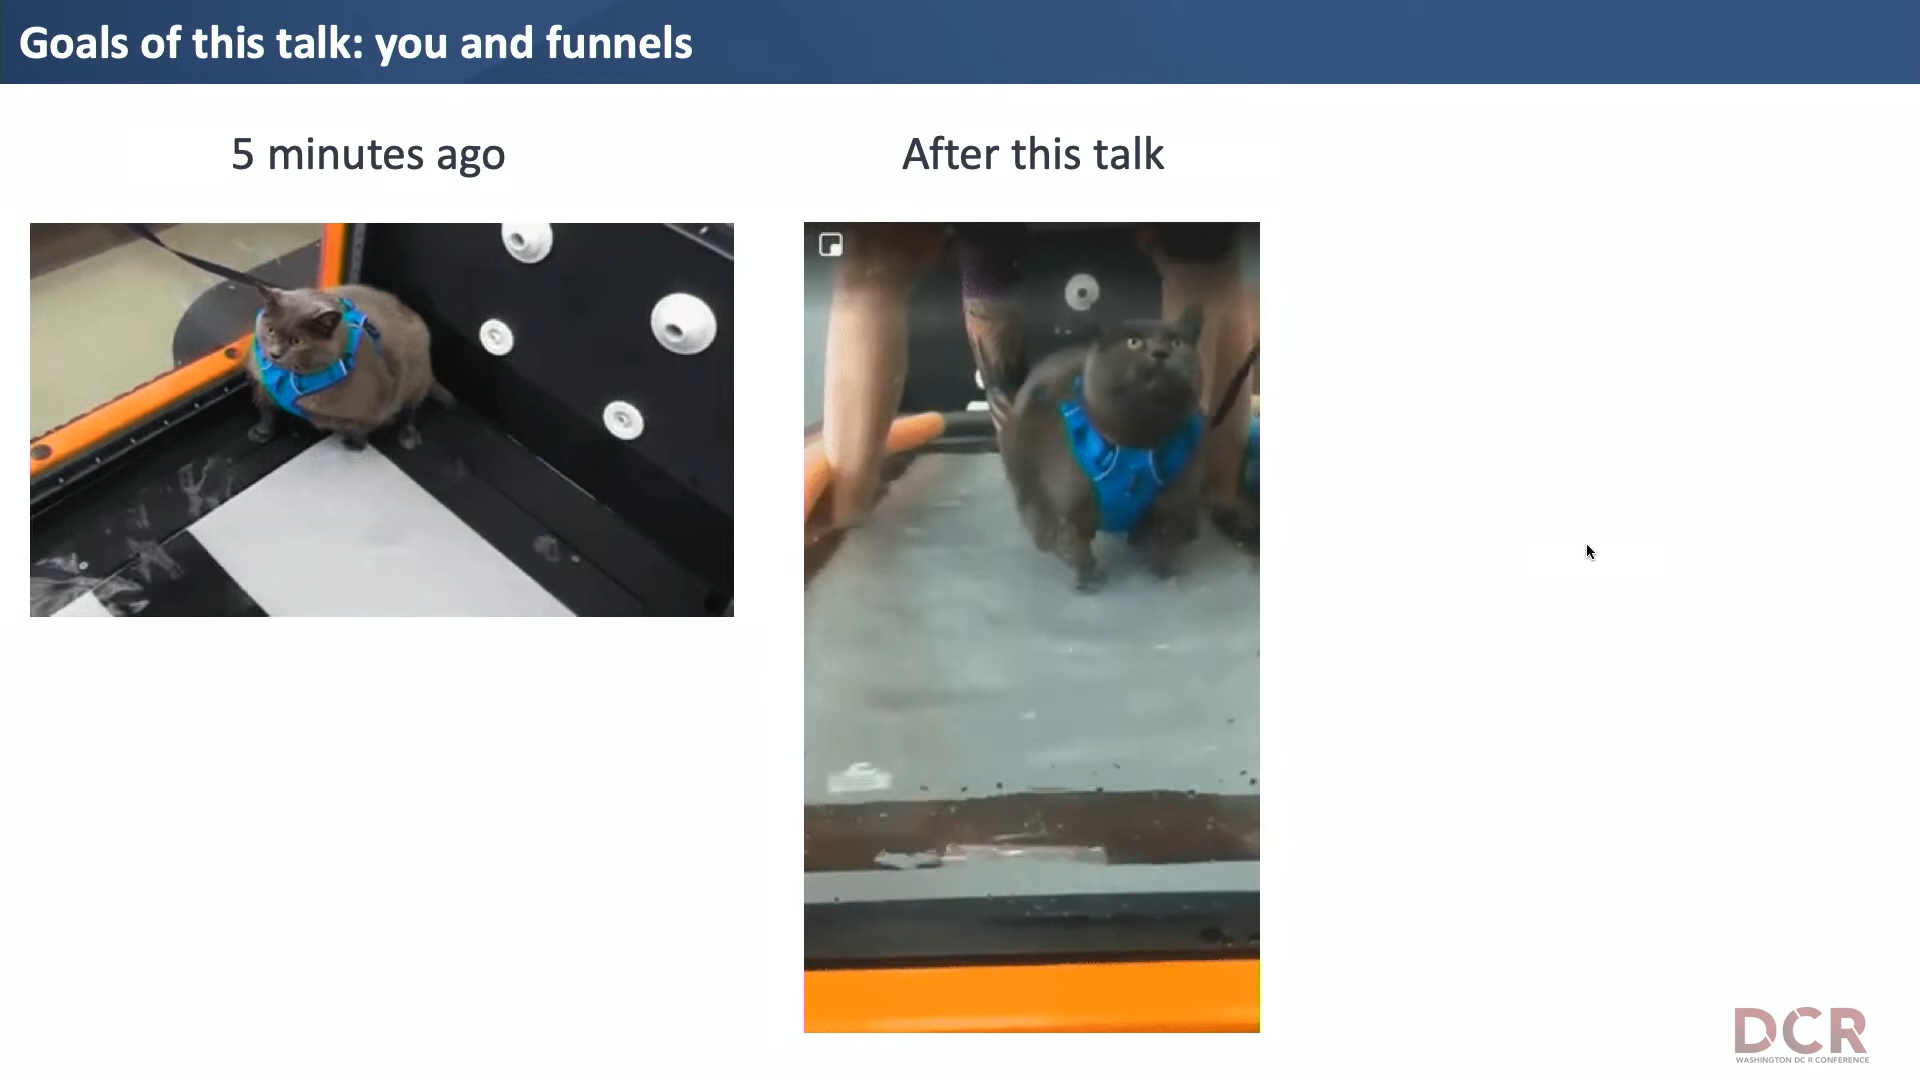 Goals of this talk: you and funnels
5 minutes ago
After this talk
DCR
WASHINGTON DC R CONFERENCE